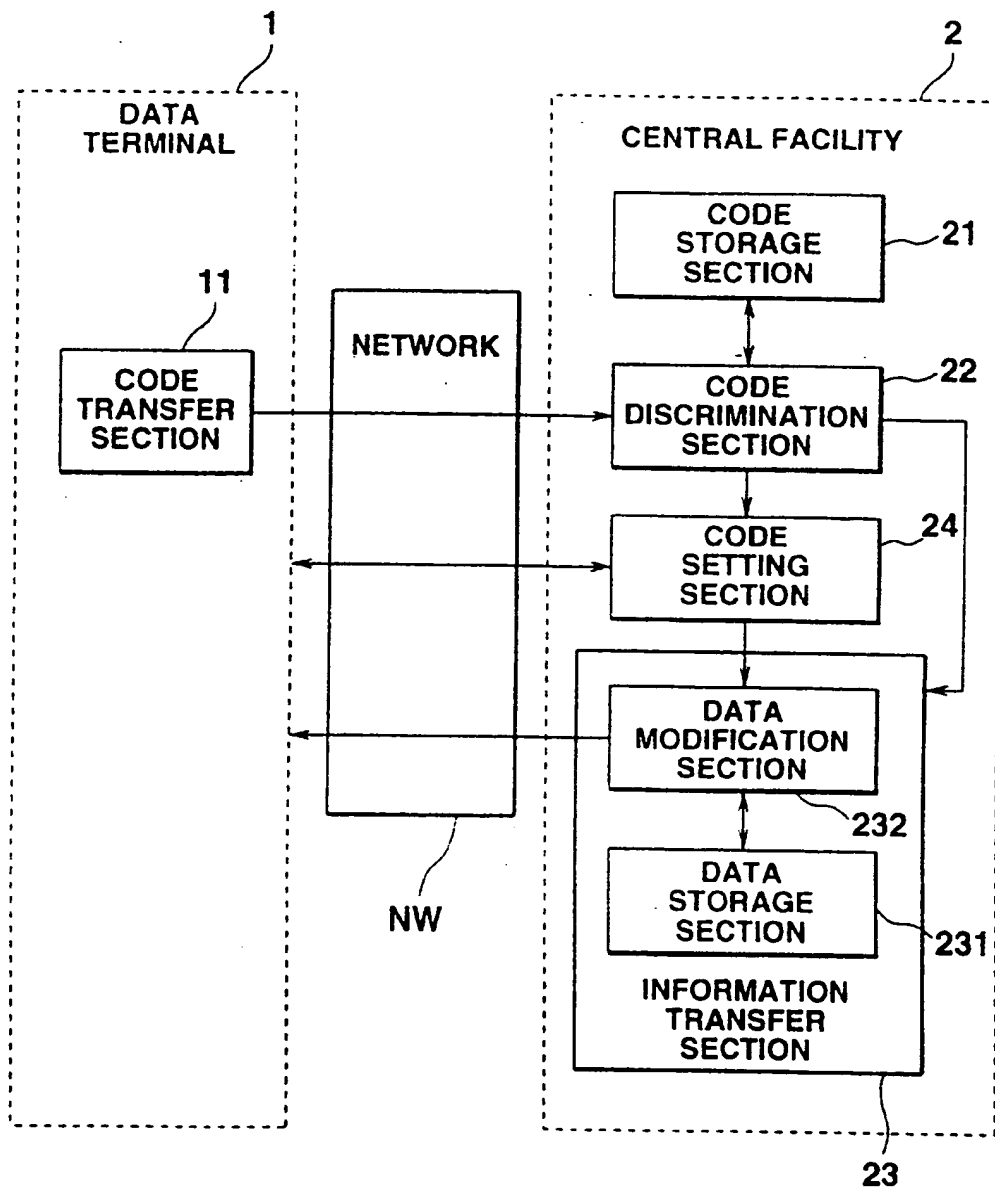 1
DATA
TERMINAL
11
CODE
TRANSFER
SECTION
NETWORK
NW
2
CENTRAL FACILITY
CODE
STORAGE
SECTION
21
CODE
DISCRIMINATION
SECTION
22
CODE
SETTING
SECTION
24
DATA
MODIFICATION
SECTION
232
DATA
STORAGE
SECTION
231
INFORMATION
TRANSFER
SECTION
23